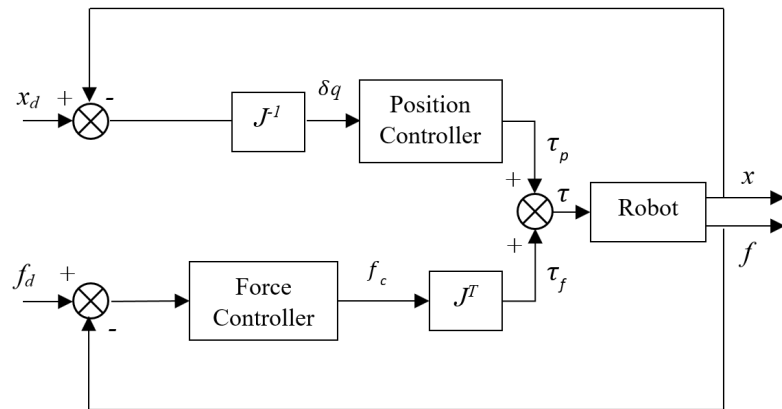 x_d + -
J^-1
δq
Position
Controller
τ_p
+
τ
Robot
x
f
+
τ_f
f_d + -
Force
Controller
f_c
J^T